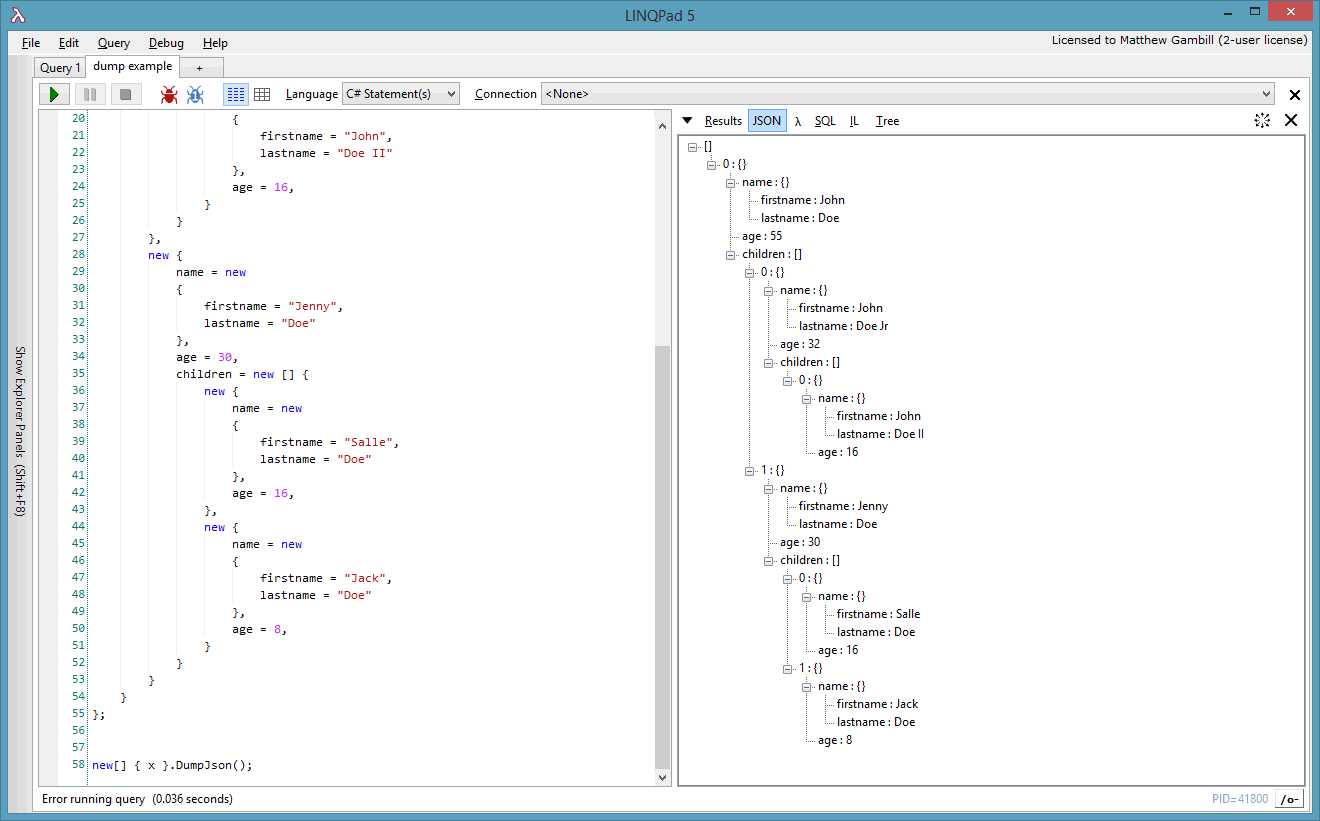 LINQPad 5
File Edit Query Debug Help
Licensed to Matthew Gambill (2-user license)
Query 1 dump example +
Language C# Statement(s) Connection <None>
Show Explorer Panels (Shift+F8)
20 {
21 firstname = "John",
22 lastname = "Doe II"
23 },
24 age = 16,
25 }
26 }
27 },
28 new {
29 name = new
30 {
31 firstname = "Jenny",
32 lastname = "Doe"
33 },
34 age = 30,
35 children = new [] {
36 new {
37 name = new
38 {
39 firstname = "Salle",
40 lastname = "Doe"
41 },
42 age = 16,
43 },
44 new {
45 name = new
46 {
47 firstname = "Jack",
48 lastname = "Doe"
49 },
50 age = 8,
51 }
52 }
53 }
54 }
55 };
56
57
58 new[] { x }.DumpJson();
Results JSON λ SQL IL Tree
[]
0 : {}
name : {}
firstname : John
lastname : Doe
age : 55
children : []
0 : {}
name : {}
firstname : John
lastname : Doe Jr
age : 32
children : []
0 : {}
name : {}
firstname : John
lastname : Doe II
age : 16
1 : {}
name : {}
firstname : Jenny
lastname : Doe
age : 30
children : []
0 : {}
name : {}
firstname : Salle
lastname : Doe
age : 16
1 : {}
name : {}
firstname : Jack
lastname : Doe
age : 8
Error running query (0.036 seconds)
PID=41800 /o-